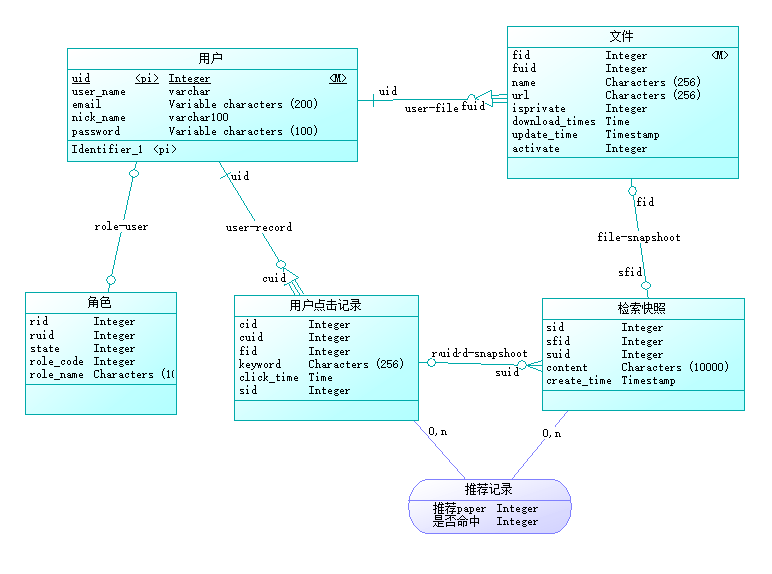 用户
uid <pi> Integer <M>
user_name varchar
email Variable characters (200)
nick_name varchar100
password Variable characters (100)
Identifier_1 <pi>
uid
user-file
fuid
文件
fid Integer <M>
fuid Integer
name Characters (256)
url Characters (256)
isprivate Integer
download_times Time
update_time Timestamp
activate Integer
role-user
uid
user-record
cuid
fid
file-snapshoot
sfid
角色
rid Integer
ruid Integer
state Integer
role_code Integer
role_name Characters (10
用户点击记录
cid Integer
cuid Integer
fid Integer
keyword Characters (256)
click_time Time
sid Integer
d-snapshoot
suid
检索快照
sid Integer
sfid Integer
suid Integer
content Characters (10000)
create_time Timestamp
0,n
0,n
推荐记录
推荐paper Integer
是否命中 Integer